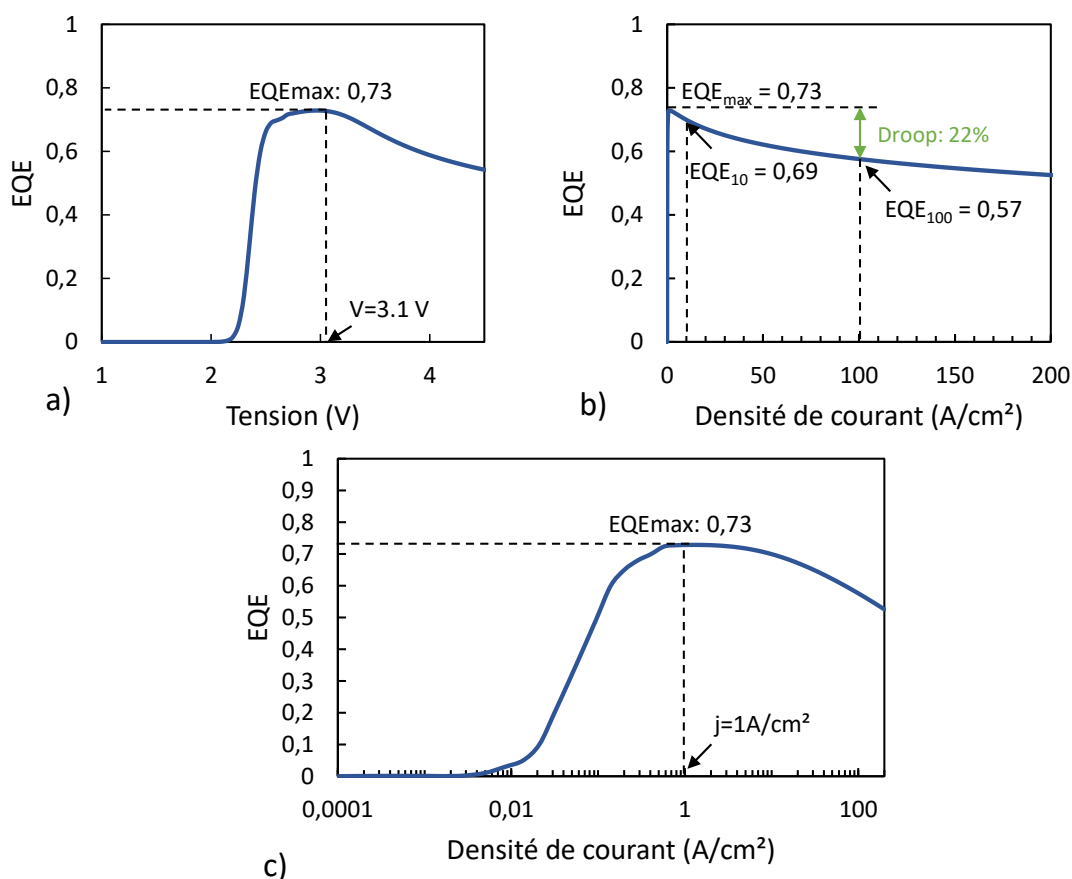 1
0,8
0,6
0,4
0,2
0
EQE
EQEmax: 0,73
V=3.1 V
1
2
3
4
Tension (V)
a)
1
0,8
0,6
0,4
0,2
0
EQE
EQEmax = 0,73
Droop: 22%
EQE10 = 0,69
EQE100 = 0,57
0
50
100
150
200
Densité de courant (A/cm²)
b)
1
0,9
0,8
0,7
0,6
0,5
0,4
0,3
0,2
0,1
0
EQE
EQEmax: 0,73
j=1A/cm²
0,0001
0,01
1
100
Densité de courant (A/cm²)
c)